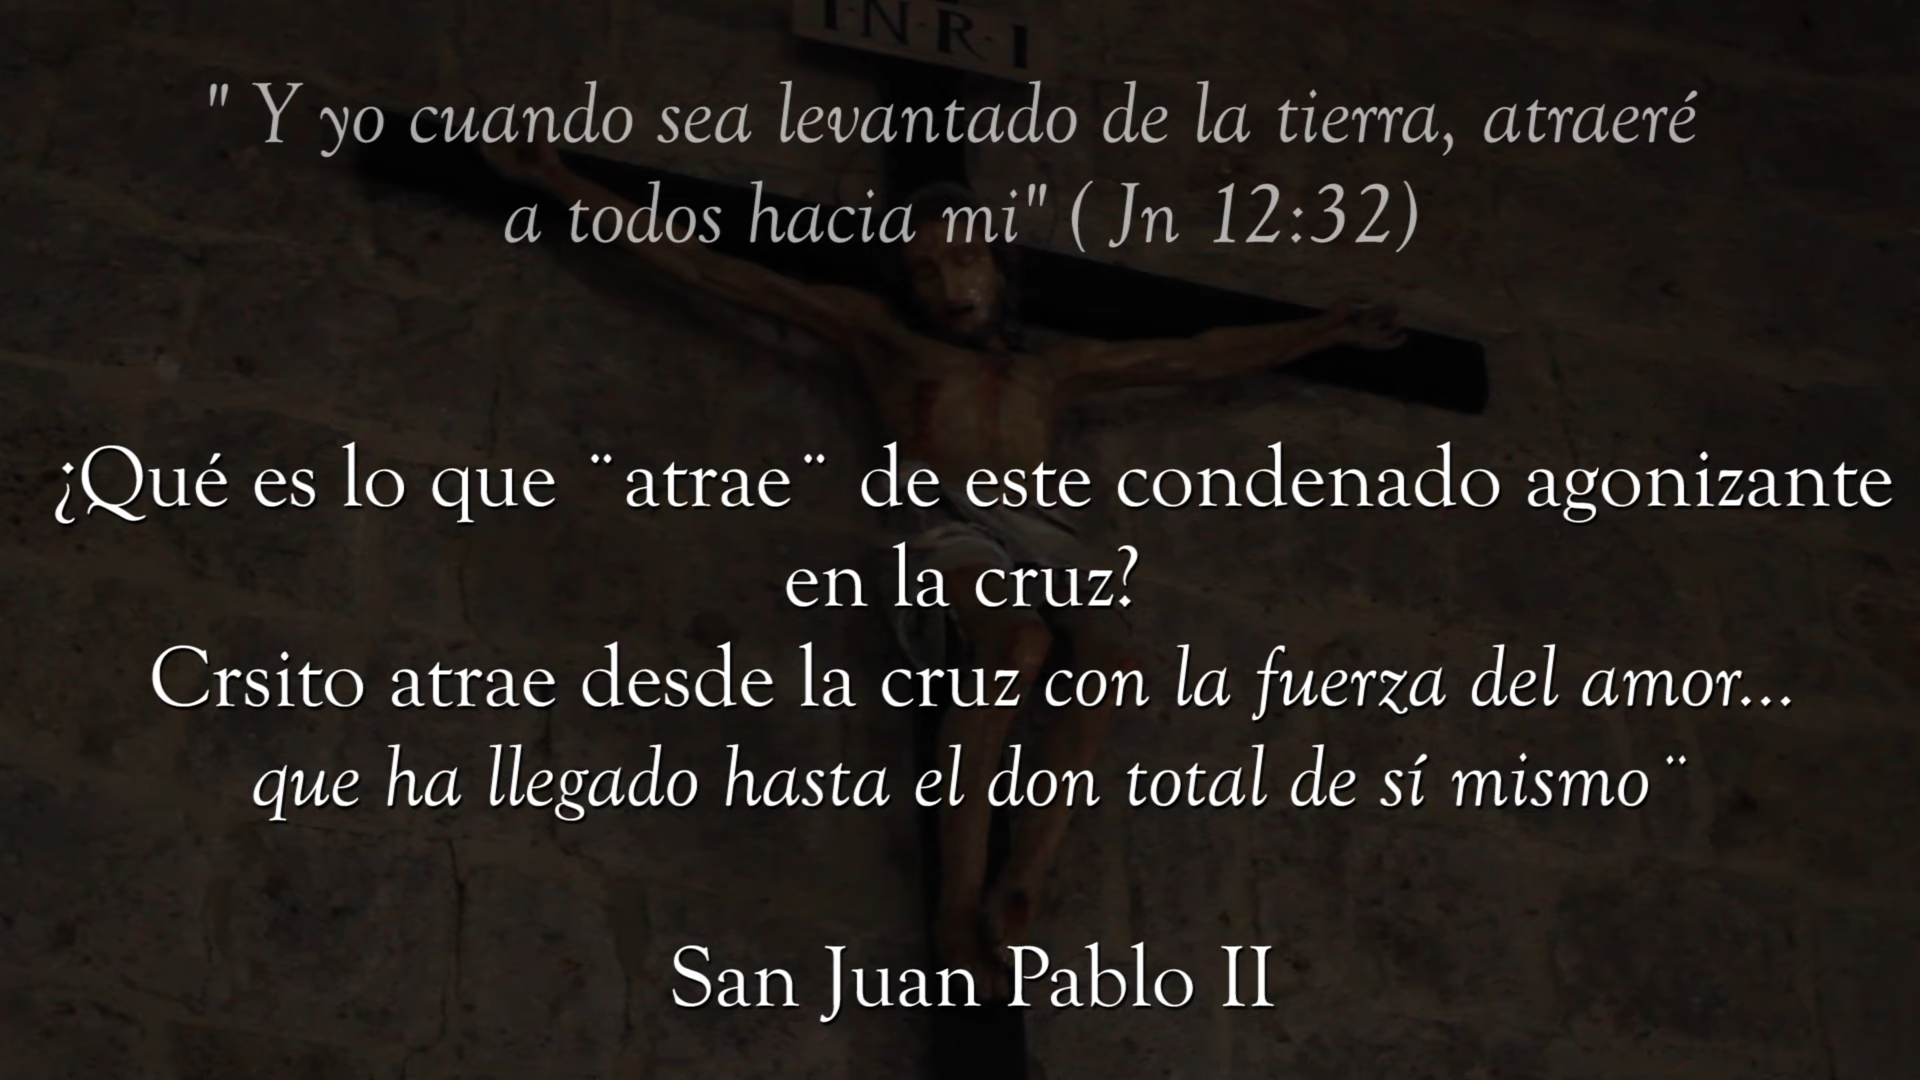 I·N·R·I
" Y yo cuando sea levantado de la tierra, atraeré
a todos hacia mi" ( Jn 12:32)
¿Qué es lo que ¨atrae¨ de este condenado agonizante
en la cruz?
Crsito atrae desde la cruz con la fuerza del amor...
que ha llegado hasta el don total de sí mismo¨
San Juan Pablo II